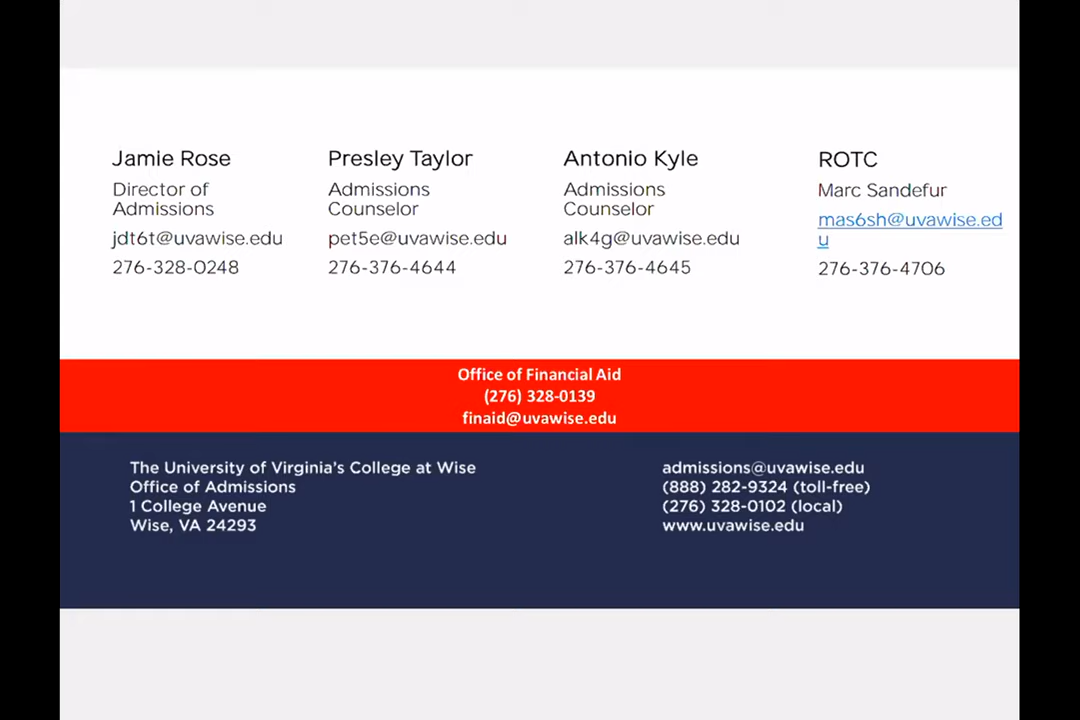 Jamie Rose
Director of
Admissions
jdt6t@uvawise.edu
276-328-0248
Presley Taylor
Admissions
Counselor
pet5e@uvawise.edu
276-376-4644
Antonio Kyle
Admissions
Counselor
alk4g@uvawise.edu
276-376-4645
ROTC
Marc Sandefur
mas6sh@uvawise.ed
u
276-376-4706
Office of Financial Aid
(276) 328-0139
finaid@uvawise.edu
The University of Virginia's College at Wise
Office of Admissions
1 College Avenue
Wise, VA 24293
admissions@uvawise.edu
(888) 282-9324 (toll-free)
(276) 328-0102 (local)
www.uvawise.edu